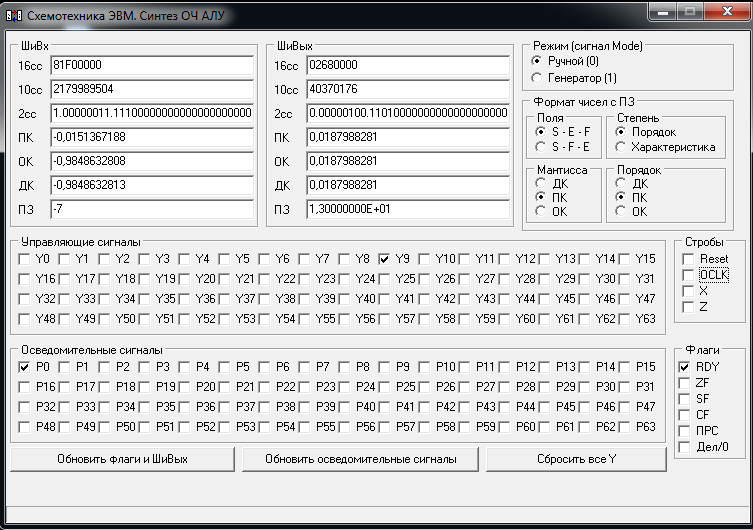 Схемотехника ЭВМ. Синтез ОЧ АЛУ
ШиВх
16сс 81F00000
10сс 2179989504
2сс 1.00000011.111000000000000000000000
ПК -0,0151367188
ОК -0,9848632808
ДК -0,9848632813
ПЗ -7
ШиВых
16сс 02680000
10сс 40370176
2сс 0.00000100.110100000000000000000000
ПК 0,0187988281
ОК 0,0187988281
ДК 0,0187988281
ПЗ 1,30000000E+01
Режим (сигнал Mode)
Ручной (0)
Генератор (1)
Формат чисел с ПЗ
Поля
S - E - F
S - F - E
Степень
Порядок
Характеристика
Мантисса
ДК
ПК
ОК
Порядок
ДК
ПК
ОК
Управляющие сигналы
Y0 Y1 Y2 Y3 Y4 Y5 Y6 Y7 Y8 Y9 Y10 Y11 Y12 Y13 Y14 Y15
Y16 Y17 Y18 Y19 Y20 Y21 Y22 Y23 Y24 Y25 Y26 Y27 Y28 Y29 Y30 Y31
Y32 Y33 Y34 Y35 Y36 Y37 Y38 Y39 Y40 Y41 Y42 Y43 Y44 Y45 Y46 Y47
Y48 Y49 Y50 Y51 Y52 Y53 Y54 Y55 Y56 Y57 Y58 Y59 Y60 Y61 Y62 Y63
Стробы
Reset
OCLK
X
Z
Осведомительные сигналы
P0 P1 P2 P3 P4 P5 P6 P7 P8 P9 P10 P11 P12 P13 P14 P15
P16 P17 P18 P19 P20 P21 P22 P23 P24 P25 P26 P27 P28 P29 P30 P31
P32 P33 P34 P35 P36 P37 P38 P39 P40 P41 P42 P43 P44 P45 P46 P47
P48 P49 P50 P51 P52 P53 P54 P55 P56 P57 P58 P59 P60 P61 P62 P63
Флаги
RDY
ZF
SF
CF
ПРС
Дел/0
Обновить флаги и ШиВых
Обновить осведомительные сигналы
Сбросить все Y